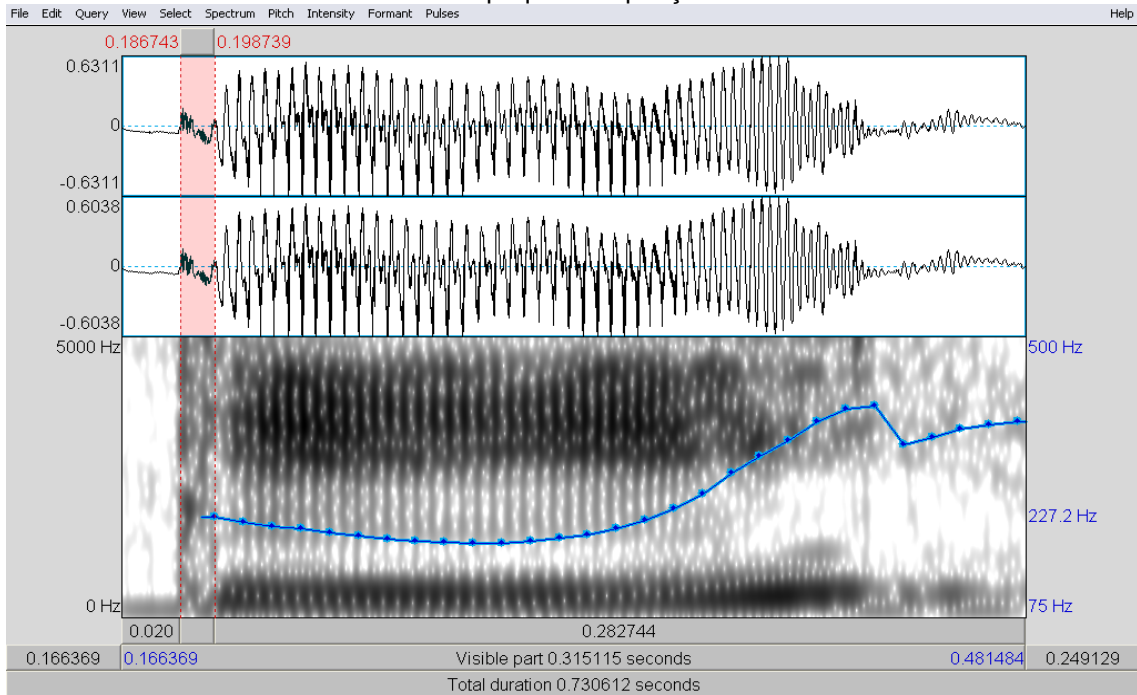 File Edit Query View Select Spectrum Pitch Intensity Formant Pulses Help
0.186743 0.198739
0.6311
0
-0.6311
0.6038
0
-0.6038
5000 Hz 500 Hz
227.2 Hz
0 Hz 75 Hz
0.020 0.282744
0.166369 0.166369 Visible part 0.315115 seconds 0.481484 0.249129
Total duration 0.730612 seconds